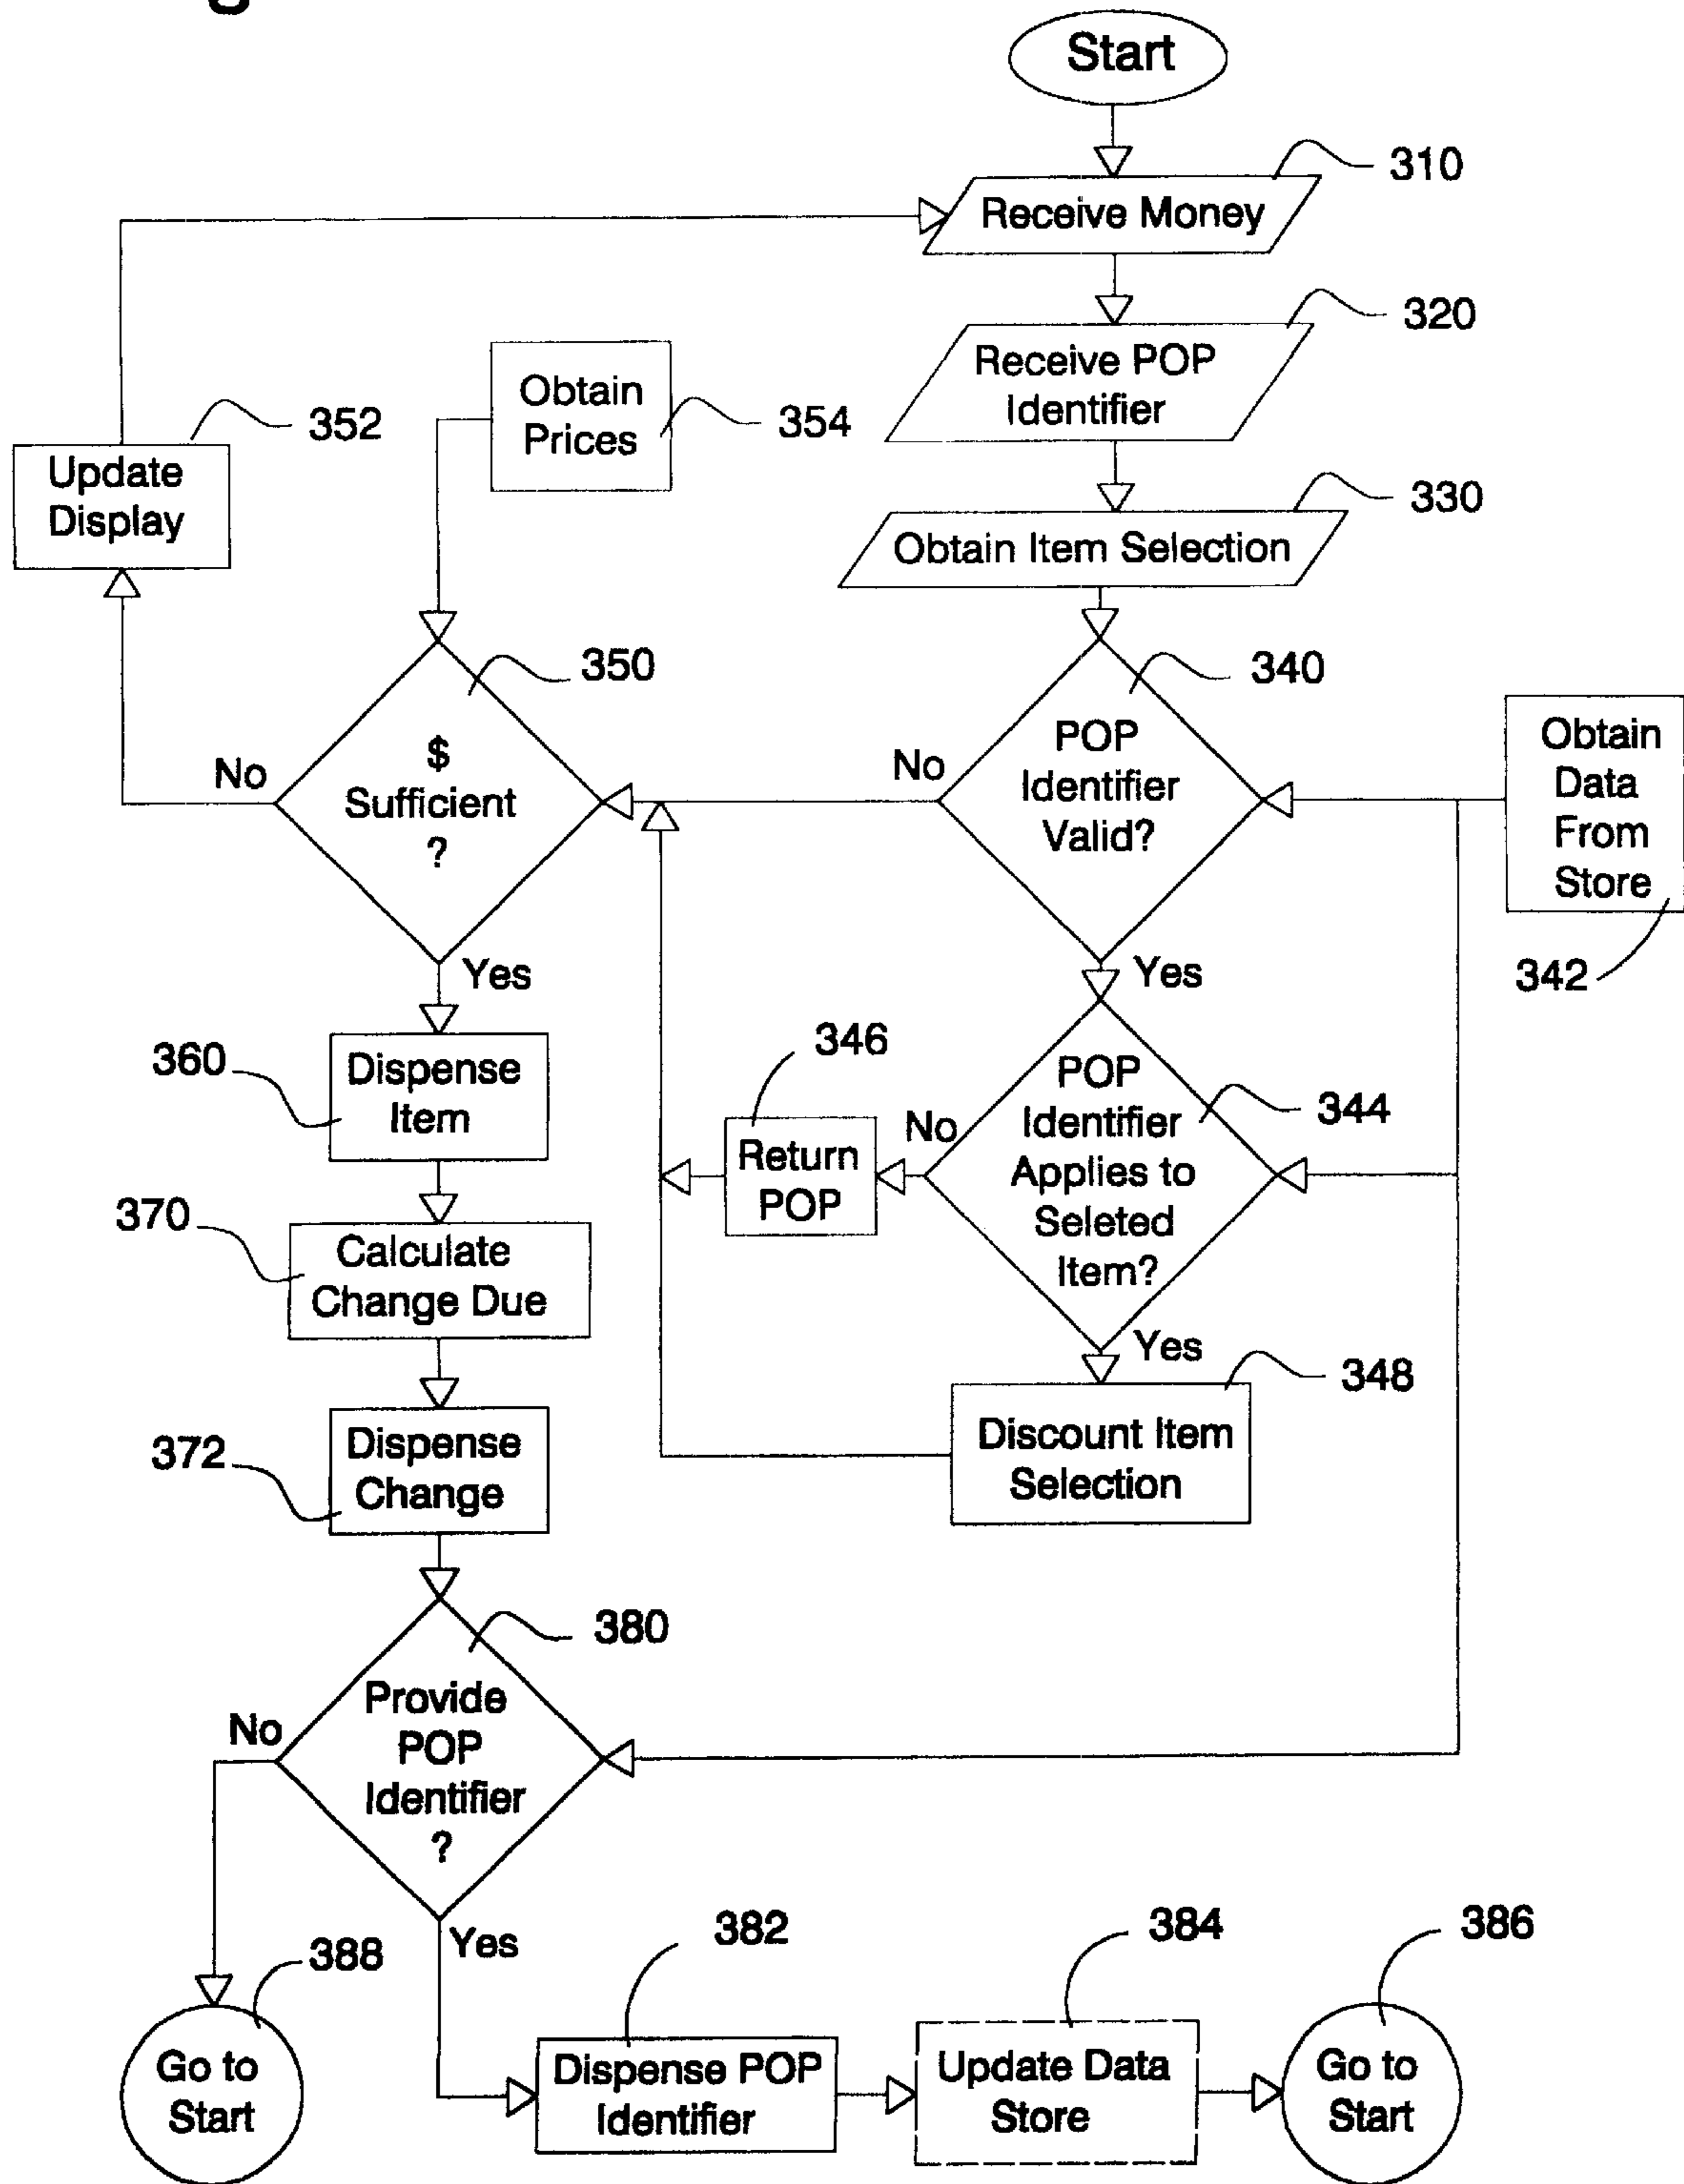 g
Start
310
Receive Money
320
Receive POP
Identifier
352
Obtain
Prices
354
330
Update
Display
Obtain Item Selection
350
340
$
Sufficient
?
No
POP
Identifier
Valid?
No
Obtain
Data
From
Store
342
Yes
Yes
360
Dispense
Item
346
Return
POP
No
POP
Identifier
Applies to
Seleted
Item?
344
370
Calculate
Change Due
Yes
348
372
Dispense
Change
Discount Item
Selection
380
Provide
POP
Identifier
?
No
Yes
388
382
384
386
Go to
Start
Dispense POP
Identifier
Update Data
Store
Go to
Start